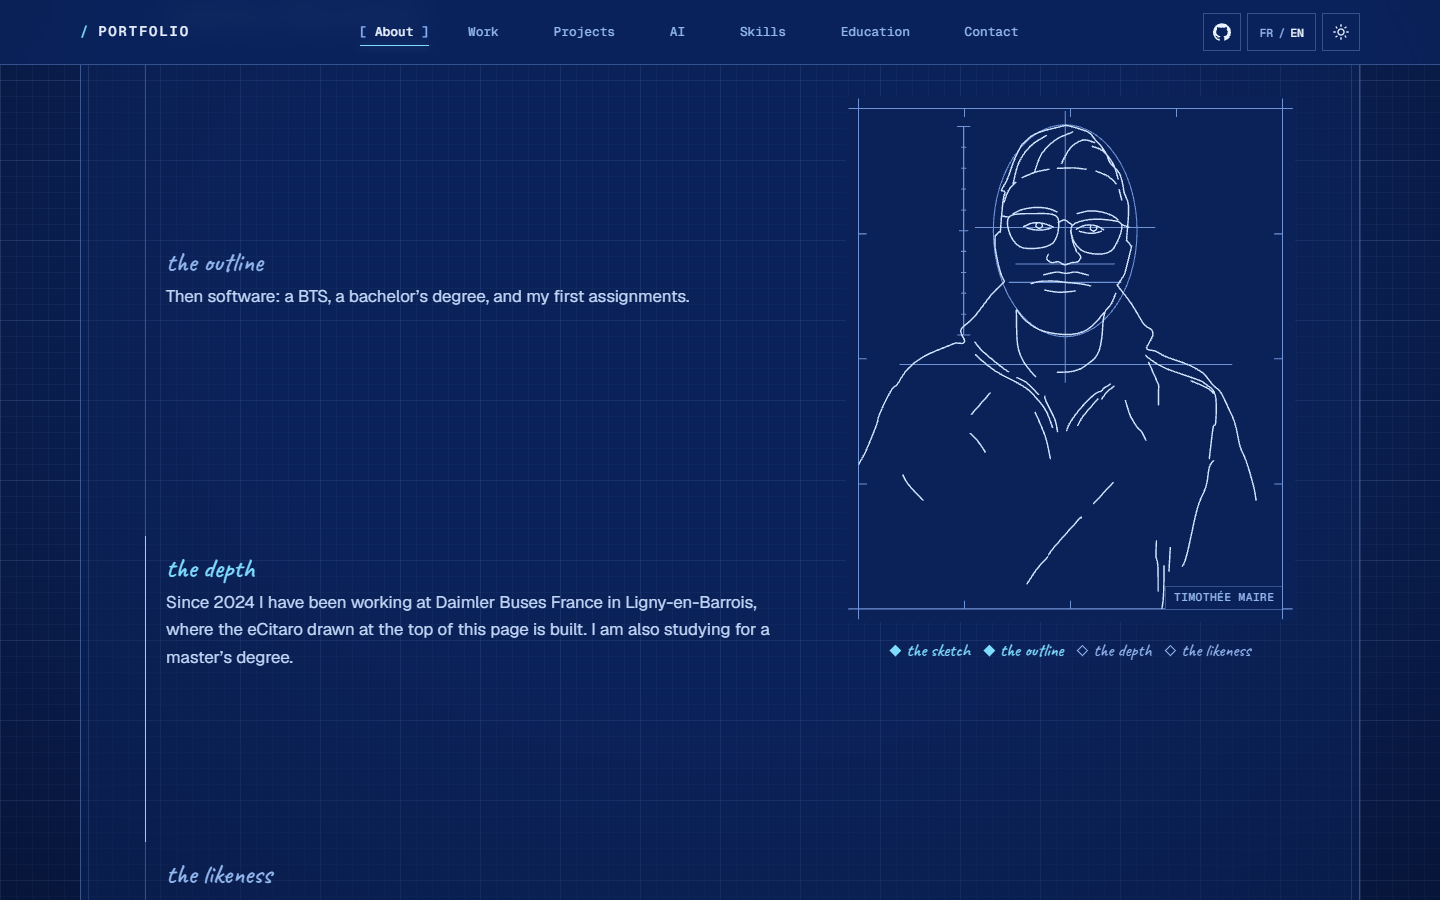 / PORTFOLIO
[ About ]
Work
Projects
AI
Skills
Education
Contact
FR / EN
the outline
Then software: a BTS, a bachelor’s degree, and my first assignments.
the depth
Since 2024 I have been working at Daimler Buses France in Ligny-en-Barrois,
where the eCitaro drawn at the top of this page is built. I am also studying for a
master’s degree.
TIMOTHÉE MAIRE
the sketch
the outline
the depth
the likeness
the likeness